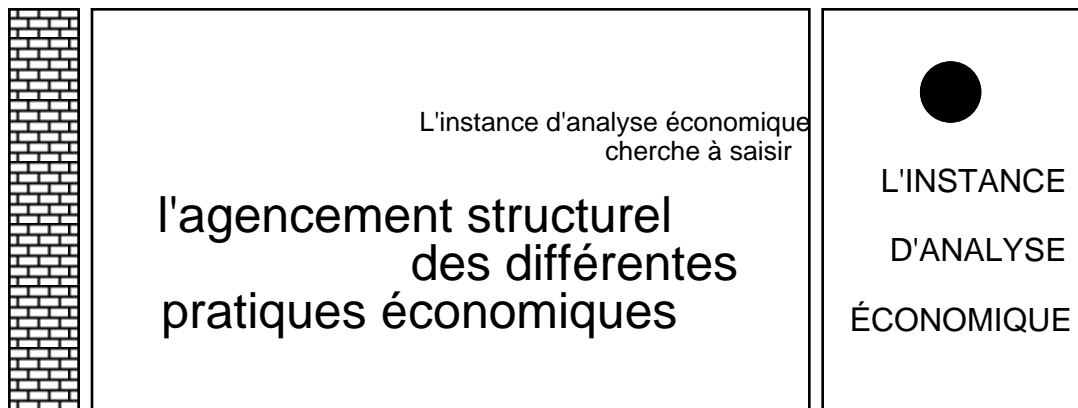 L'instance d'analyse économique
cherche à saisir
l'agencement structurel
des différentes
pratiques économiques
L'INSTANCE
D'ANALYSE
ÉCONOMIQUE